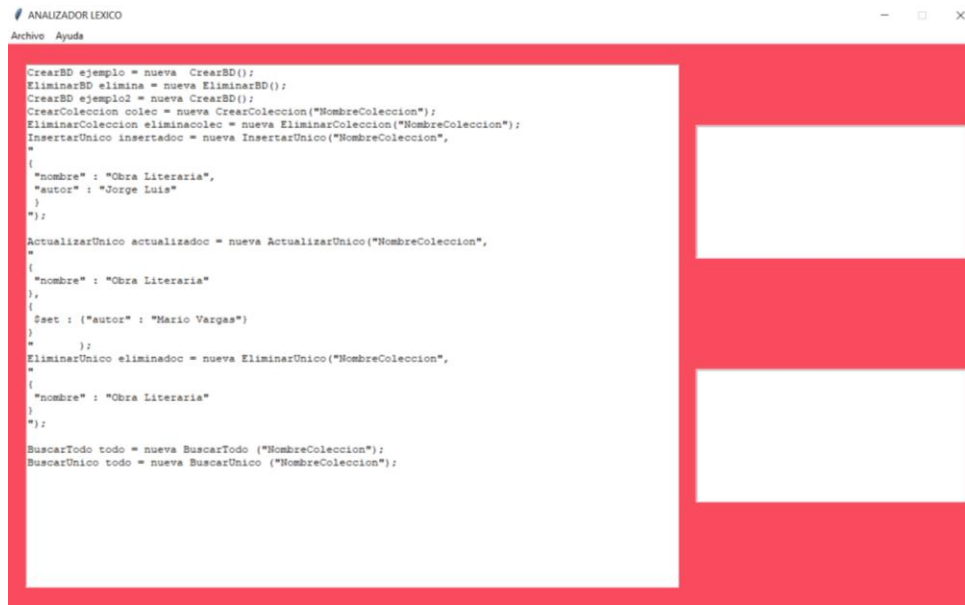 ANALIZADOR LEXICO
Archivo Ayuda
CrearBD ejemplo = nueva  CrearBD();
EliminarBD elimina = nueva EliminarBD();
CrearBD ejemplo2 = nueva CrearBD();
CrearColeccion colec = nueva CrearColeccion("NombreColeccion");
EliminarColeccion eliminacolec = nueva EliminarColeccion("NombreColeccion");
InsertarUnico insertadoc = nueva InsertarUnico("NombreColeccion",
"
{
 "nombre" : "Obra Literaria",
 "autor" : "Jorge Luis"
 }
");
ActualizarUnico actualizadoc = nueva ActualizarUnico("NombreColeccion",
"
{
 "nombre" : "Obra Literaria"
},
{
 $set : {"autor" : "Mario Vargas"}
}
"      );
EliminarUnico eliminadoc = nueva EliminarUnico("NombreColeccion",
"
{
 "nombre" : "Obra Literaria"
}
");
BuscarTodo todo = nueva BuscarTodo ("NombreColeccion");
BuscarUnico todo = nueva BuscarUnico ("NombreColeccion");